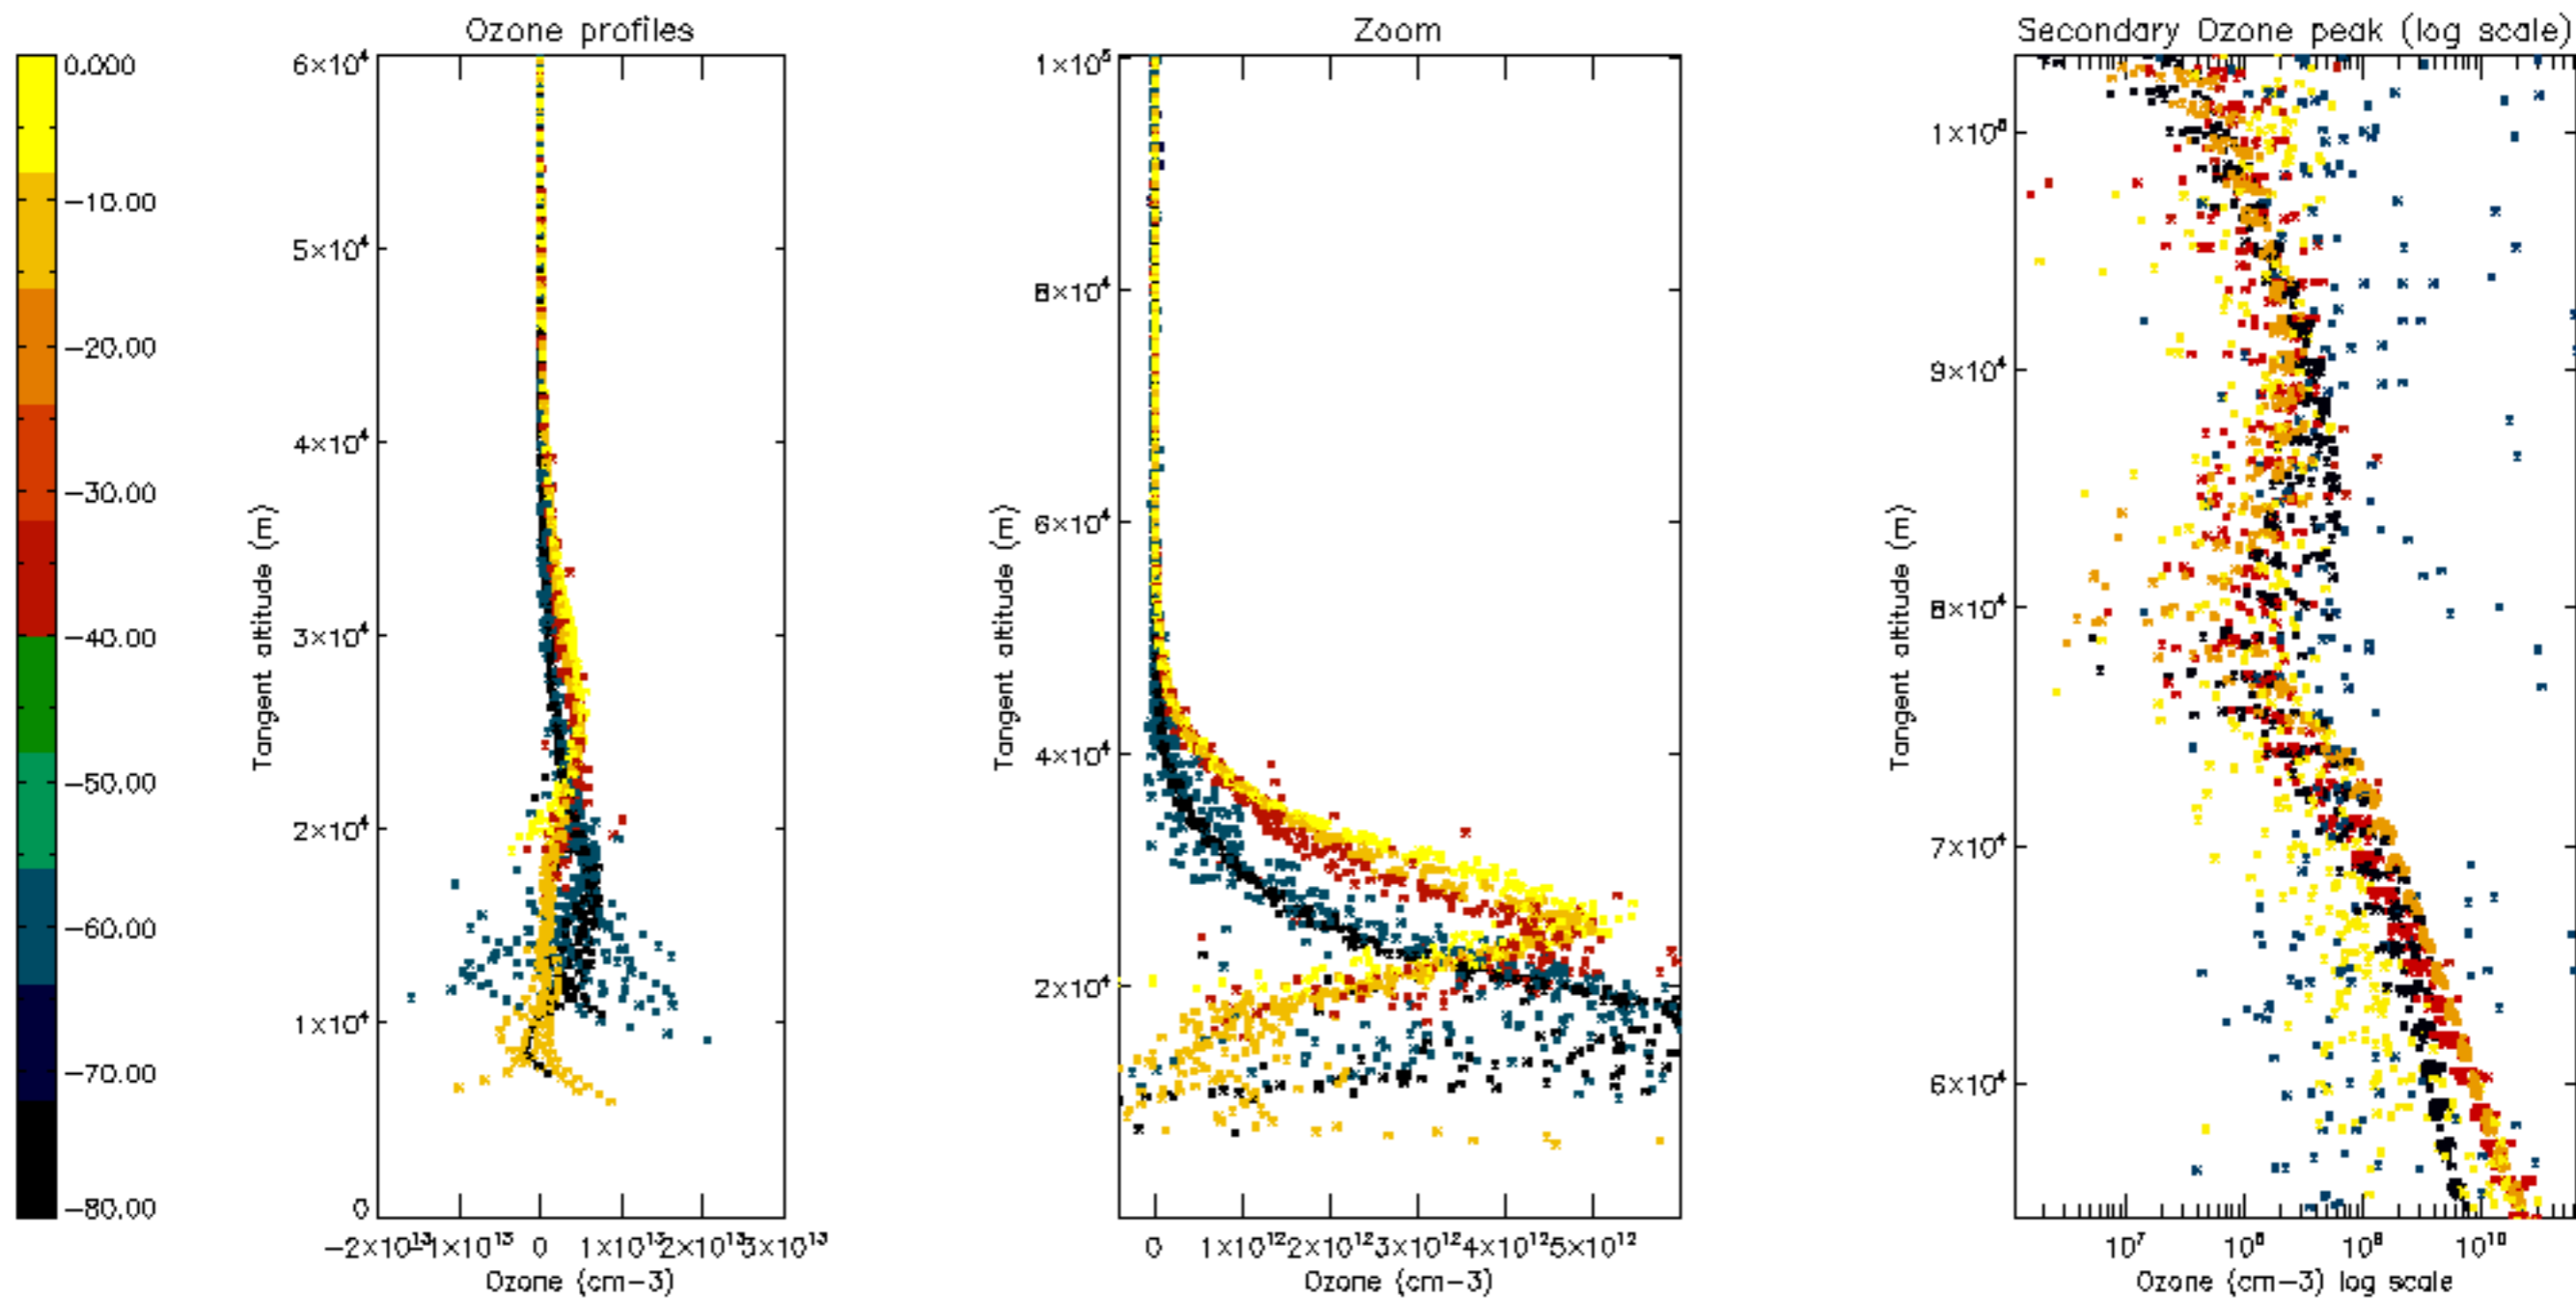 Ozone profiles
Zoom
Secondary Ozone peak (log scale)
0.000
−10.00
−20.00
−30.00
−40.00
−50.00
−60.00
−70.00
−80.00
Tangent altitude (m)
6×10⁴
5×10⁴
4×10⁴
3×10⁴
2×10⁴
1×10⁴
0
−2×10¹³ −1×10¹³ 0 1×10¹³ 2×10¹³ 3×10¹³
Ozone (cm−3)
Tangent altitude (m)
1×10⁵
8×10⁴
6×10⁴
4×10⁴
2×10⁴
0 1×10¹² 2×10¹² 3×10¹² 4×10¹² 5×10¹²
Ozone (cm−3)
Tangent altitude (m)
1×10⁵
9×10⁴
8×10⁴
7×10⁴
6×10⁴
10⁷ 10⁸ 10⁹ 10¹⁰
Ozone (cm−3) log scale